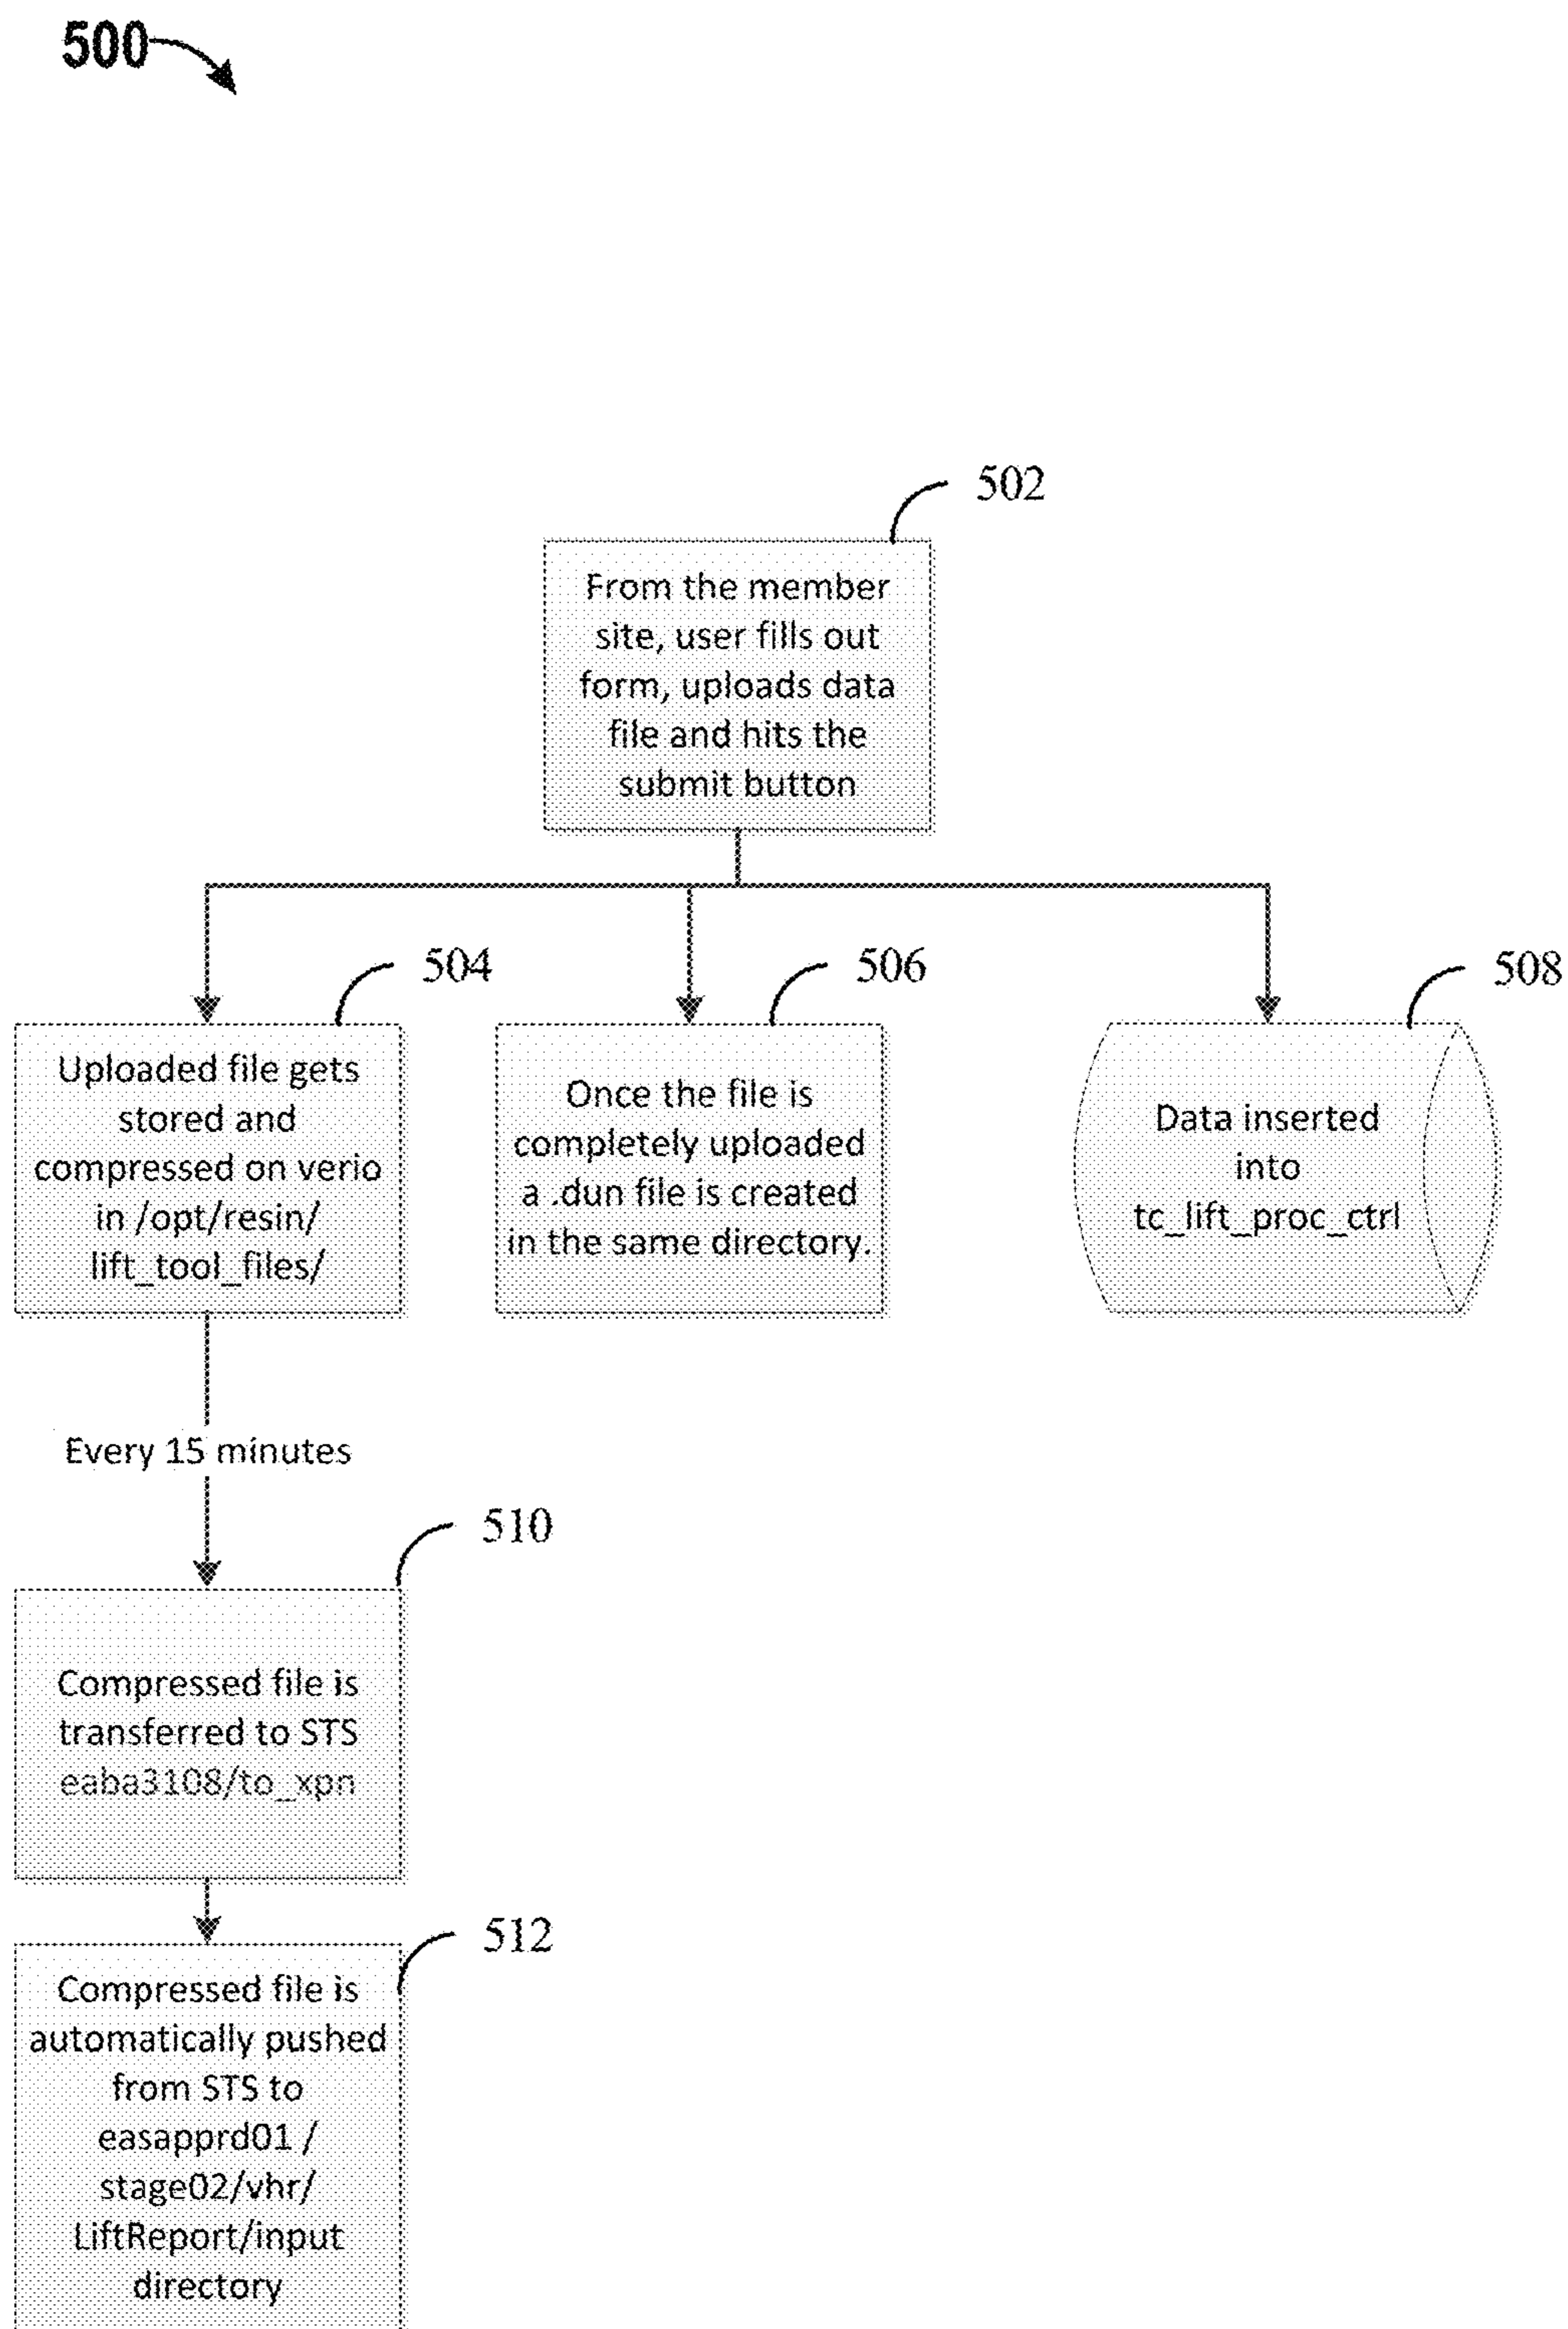 500
502
From the member
site, user fills out
form, uploads data
file and hits the
submit button
504
Uploaded file gets
stored and
compressed on verio
in /opt/resin/
lift_tool_files/
506
Once the file is
completely uploaded
a .dun file is created
in the same directory.
508
Data inserted
into
tc_lift_proc_ctrl
Every 15 minutes
510
Compressed file is
transferred to STS
eaba3108/to_xpn
512
Compressed file is
automatically pushed
from STS to
easapprd01 /
stage02/vhr/
LiftReport/input
directory